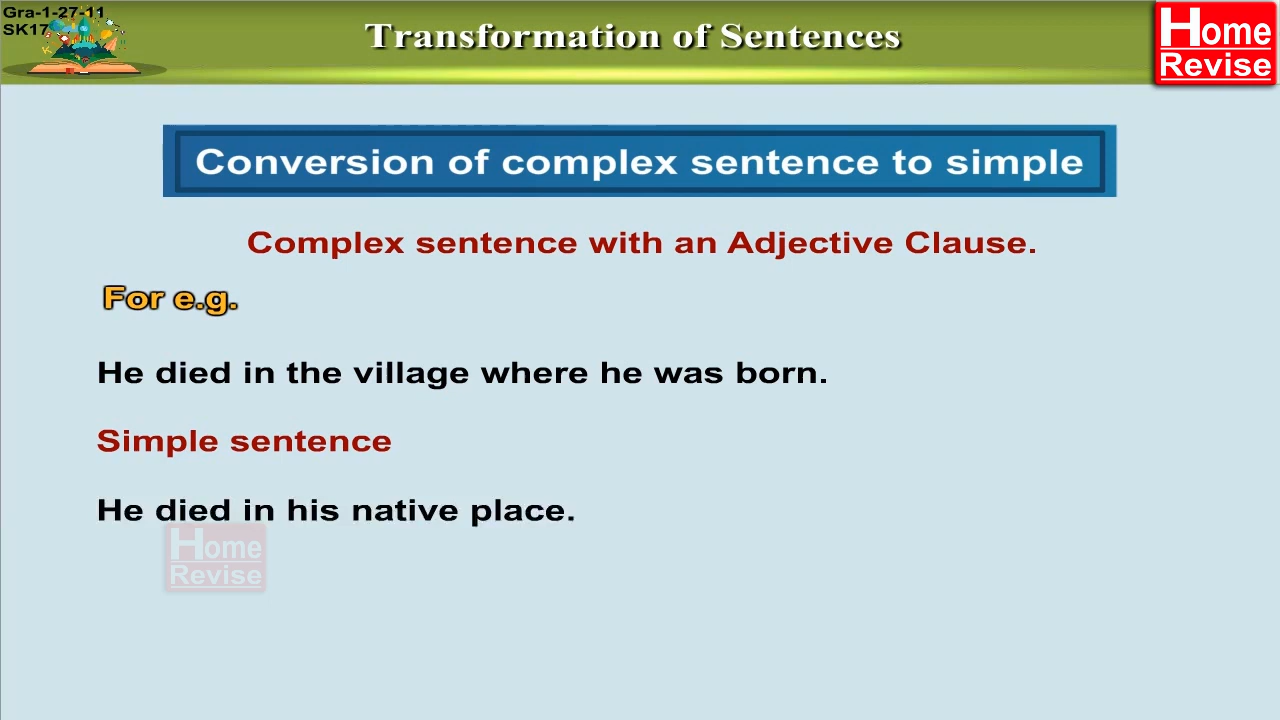 Gra-1-27-11
SK17
Transformation of Sentences
Home
Revise
Conversion of complex sentence to simple
Complex sentence with an Adjective Clause.
For e.g.
He died in the village where he was born.
Simple sentence
He died in his native place.
Home
Revise